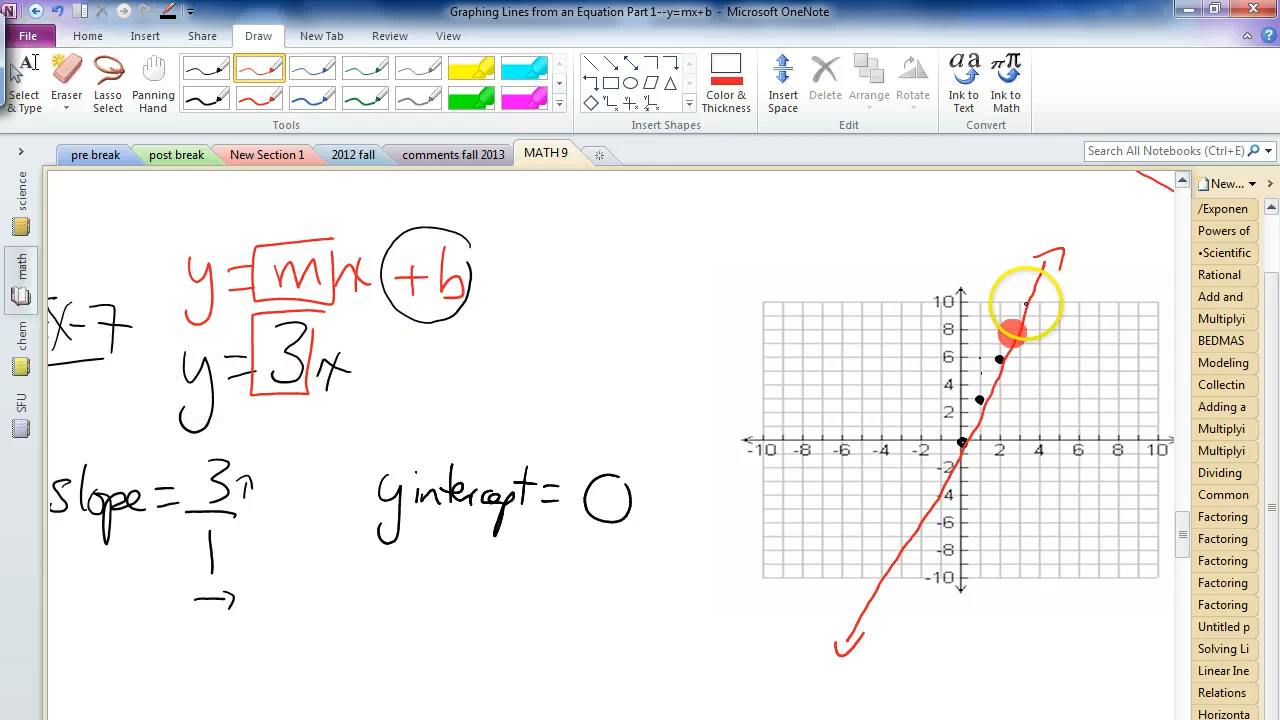 Graphing Lines from an Equation Part 1--y=mx+b - Microsoft OneNote
File Home Insert Share Draw New Tab Review View
Select & Type
Eraser
Lasso Select
Panning Hand
Color & Thickness
Insert Space
Delete
Arrange
Rotate
Ink to Text
Ink to Math
Tools
Insert Shapes
Edit
Convert
pre break
post break
New Section 1
2012 fall
comments fall 2013
MATH 9
Search All Notebooks (Ctrl+E)
science
math
chem
SFU
New...
/Exponen
Powers of
•Scientific
Rational
Add and
Multiplyi
BEDMAS
Modeling
Collectin
Adding a
Multiplyi
Multiplyi
Dividing
Common
Factoring
Factoring
Factoring
Factoring
Factoring
Untitled p
Solving Li
Linear Ine
Relations
Horizonta
y = mx + b
x - 7
y = 3x
slope = 3↑
1
→
y intercept = 0
10
8
6
4
2
-10 -8 -6 -4 -2 2 4 6 8 10
-2
-4
-6
-8
-10